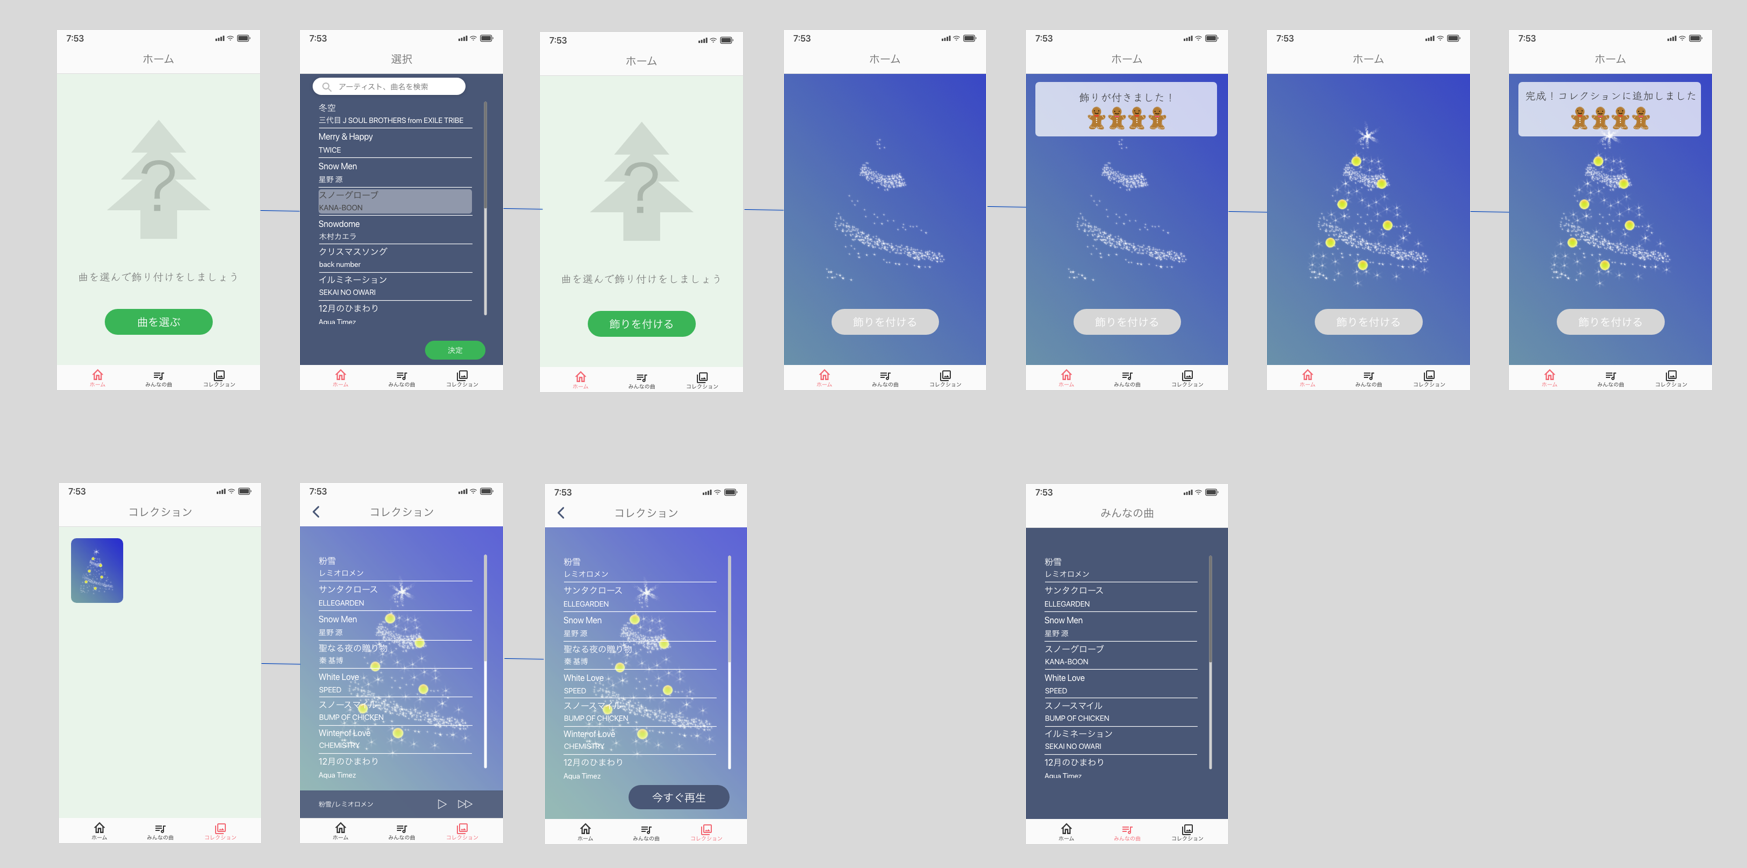 7:53
ホーム
曲を選んで飾り付けをしましょう
曲を選ぶ
ホーム
みんなの曲
コレクション
7:53
選択
アーティスト、曲名を検索
冬空
三代目 J SOUL BROTHERS from EXILE TRIBE
Merry & Happy
TWICE
Snow Men
星野 源
スノーグローブ
KANA-BOON
Snowdome
木村カエラ
クリスマスソング
back number
イルミネーション
SEKAI NO OWARI
12月のひまわり
Aqua Timez
決定
ホーム
みんなの曲
コレクション
7:53
ホーム
曲を選んで飾り付けをしましょう
飾りを付ける
ホーム
みんなの曲
コレクション
7:53
ホーム
飾りを付ける
ホーム
みんなの曲
コレクション
7:53
ホーム
飾りが付きました！
飾りを付ける
ホーム
みんなの曲
コレクション
7:53
ホーム
飾りを付ける
ホーム
みんなの曲
コレクション
7:53
ホーム
完成！コレクションに追加しました
飾りを付ける
ホーム
みんなの曲
コレクション
7:53
コレクション
ホーム
みんなの曲
コレクション
7:53
コレクション
粉雪
レミオロメン
サンタクロース
ELLEGARDEN
Snow Men
星野 源
聖なる夜の贈り物
秦 基博
White Love
SPEED
スノースマイル
BUMP OF CHICKEN
Winter of Love
CHEMISTRY
12月のひまわり
Aqua Timez
粉雪/レミオロメン
ホーム
みんなの曲
コレクション
7:53
コレクション
粉雪
レミオロメン
サンタクロース
ELLEGARDEN
Snow Men
星野 源
聖なる夜の贈り物
秦 基博
White Love
SPEED
スノースマイル
BUMP OF CHICKEN
Winter of Love
CHEMISTRY
12月のひまわり
Aqua Timez
今すぐ再生
ホーム
みんなの曲
コレクション
7:53
みんなの曲
粉雪
レミオロメン
サンタクロース
ELLEGARDEN
Snow Men
星野 源
スノーグローブ
KANA-BOON
White Love
SPEED
スノースマイル
BUMP OF CHICKEN
イルミネーション
SEKAI NO OWARI
12月のひまわり
Aqua Timez
ホーム
みんなの曲
コレクション